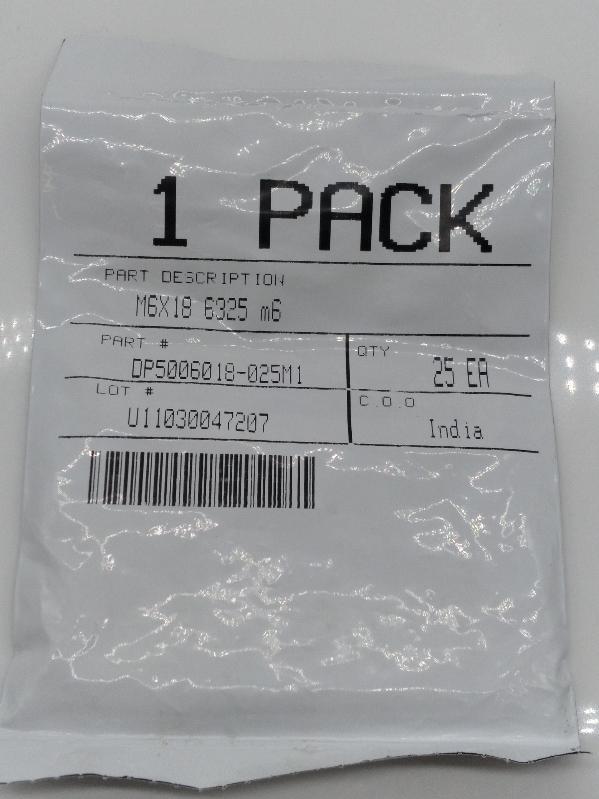 1 PACK
PART DESCRIPTION
M6X18 6325 m6
PART #
DP5006018-025M1
QTY
25 EA
LOT #
U11030047207
C.O.O
India